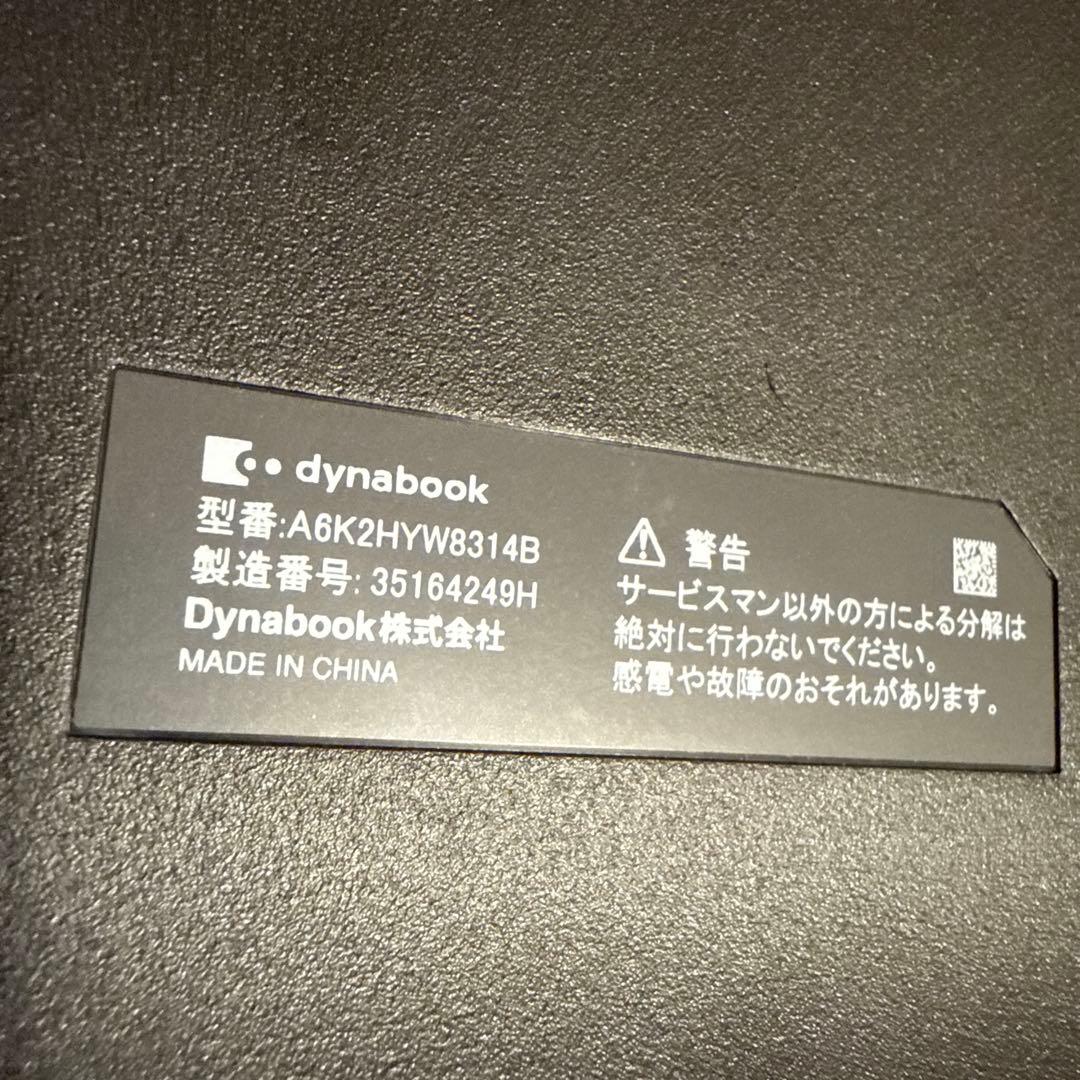 dynabook
型番:A6K2HYW8314B
製造番号: 35164249H
Dynabook株式会社
MADE IN CHINA
警告
サービスマン以外の方による分解は
絶対に行わないでください。
感電や故障のおそれがあります。